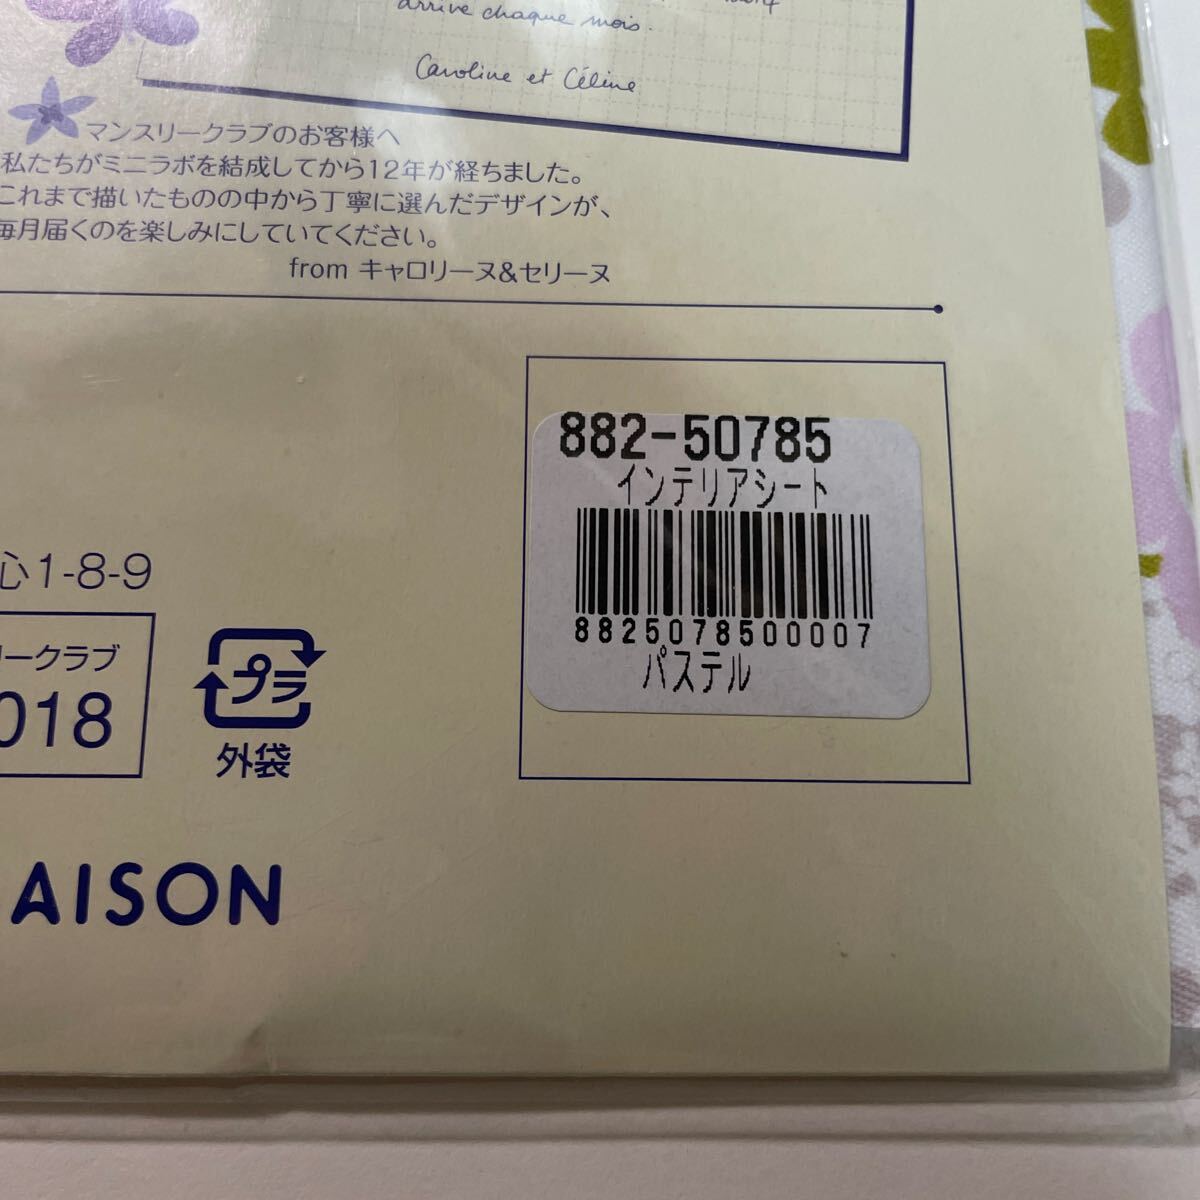 arrive chaque mois.
Caroline et Céline
マンスリークラブのお客様へ
私たちがミニラボを結成してから12年が経ちました。
これまで描いたものの中から丁寧に選んだデザインが、
毎月届くのを楽しみにしていてください。
from キャロリーヌ&セリーヌ
882-50785
インテリアシート
8825078500007
パステル
心1-8-9
リークラブ
018
プラ
外袋
AISON